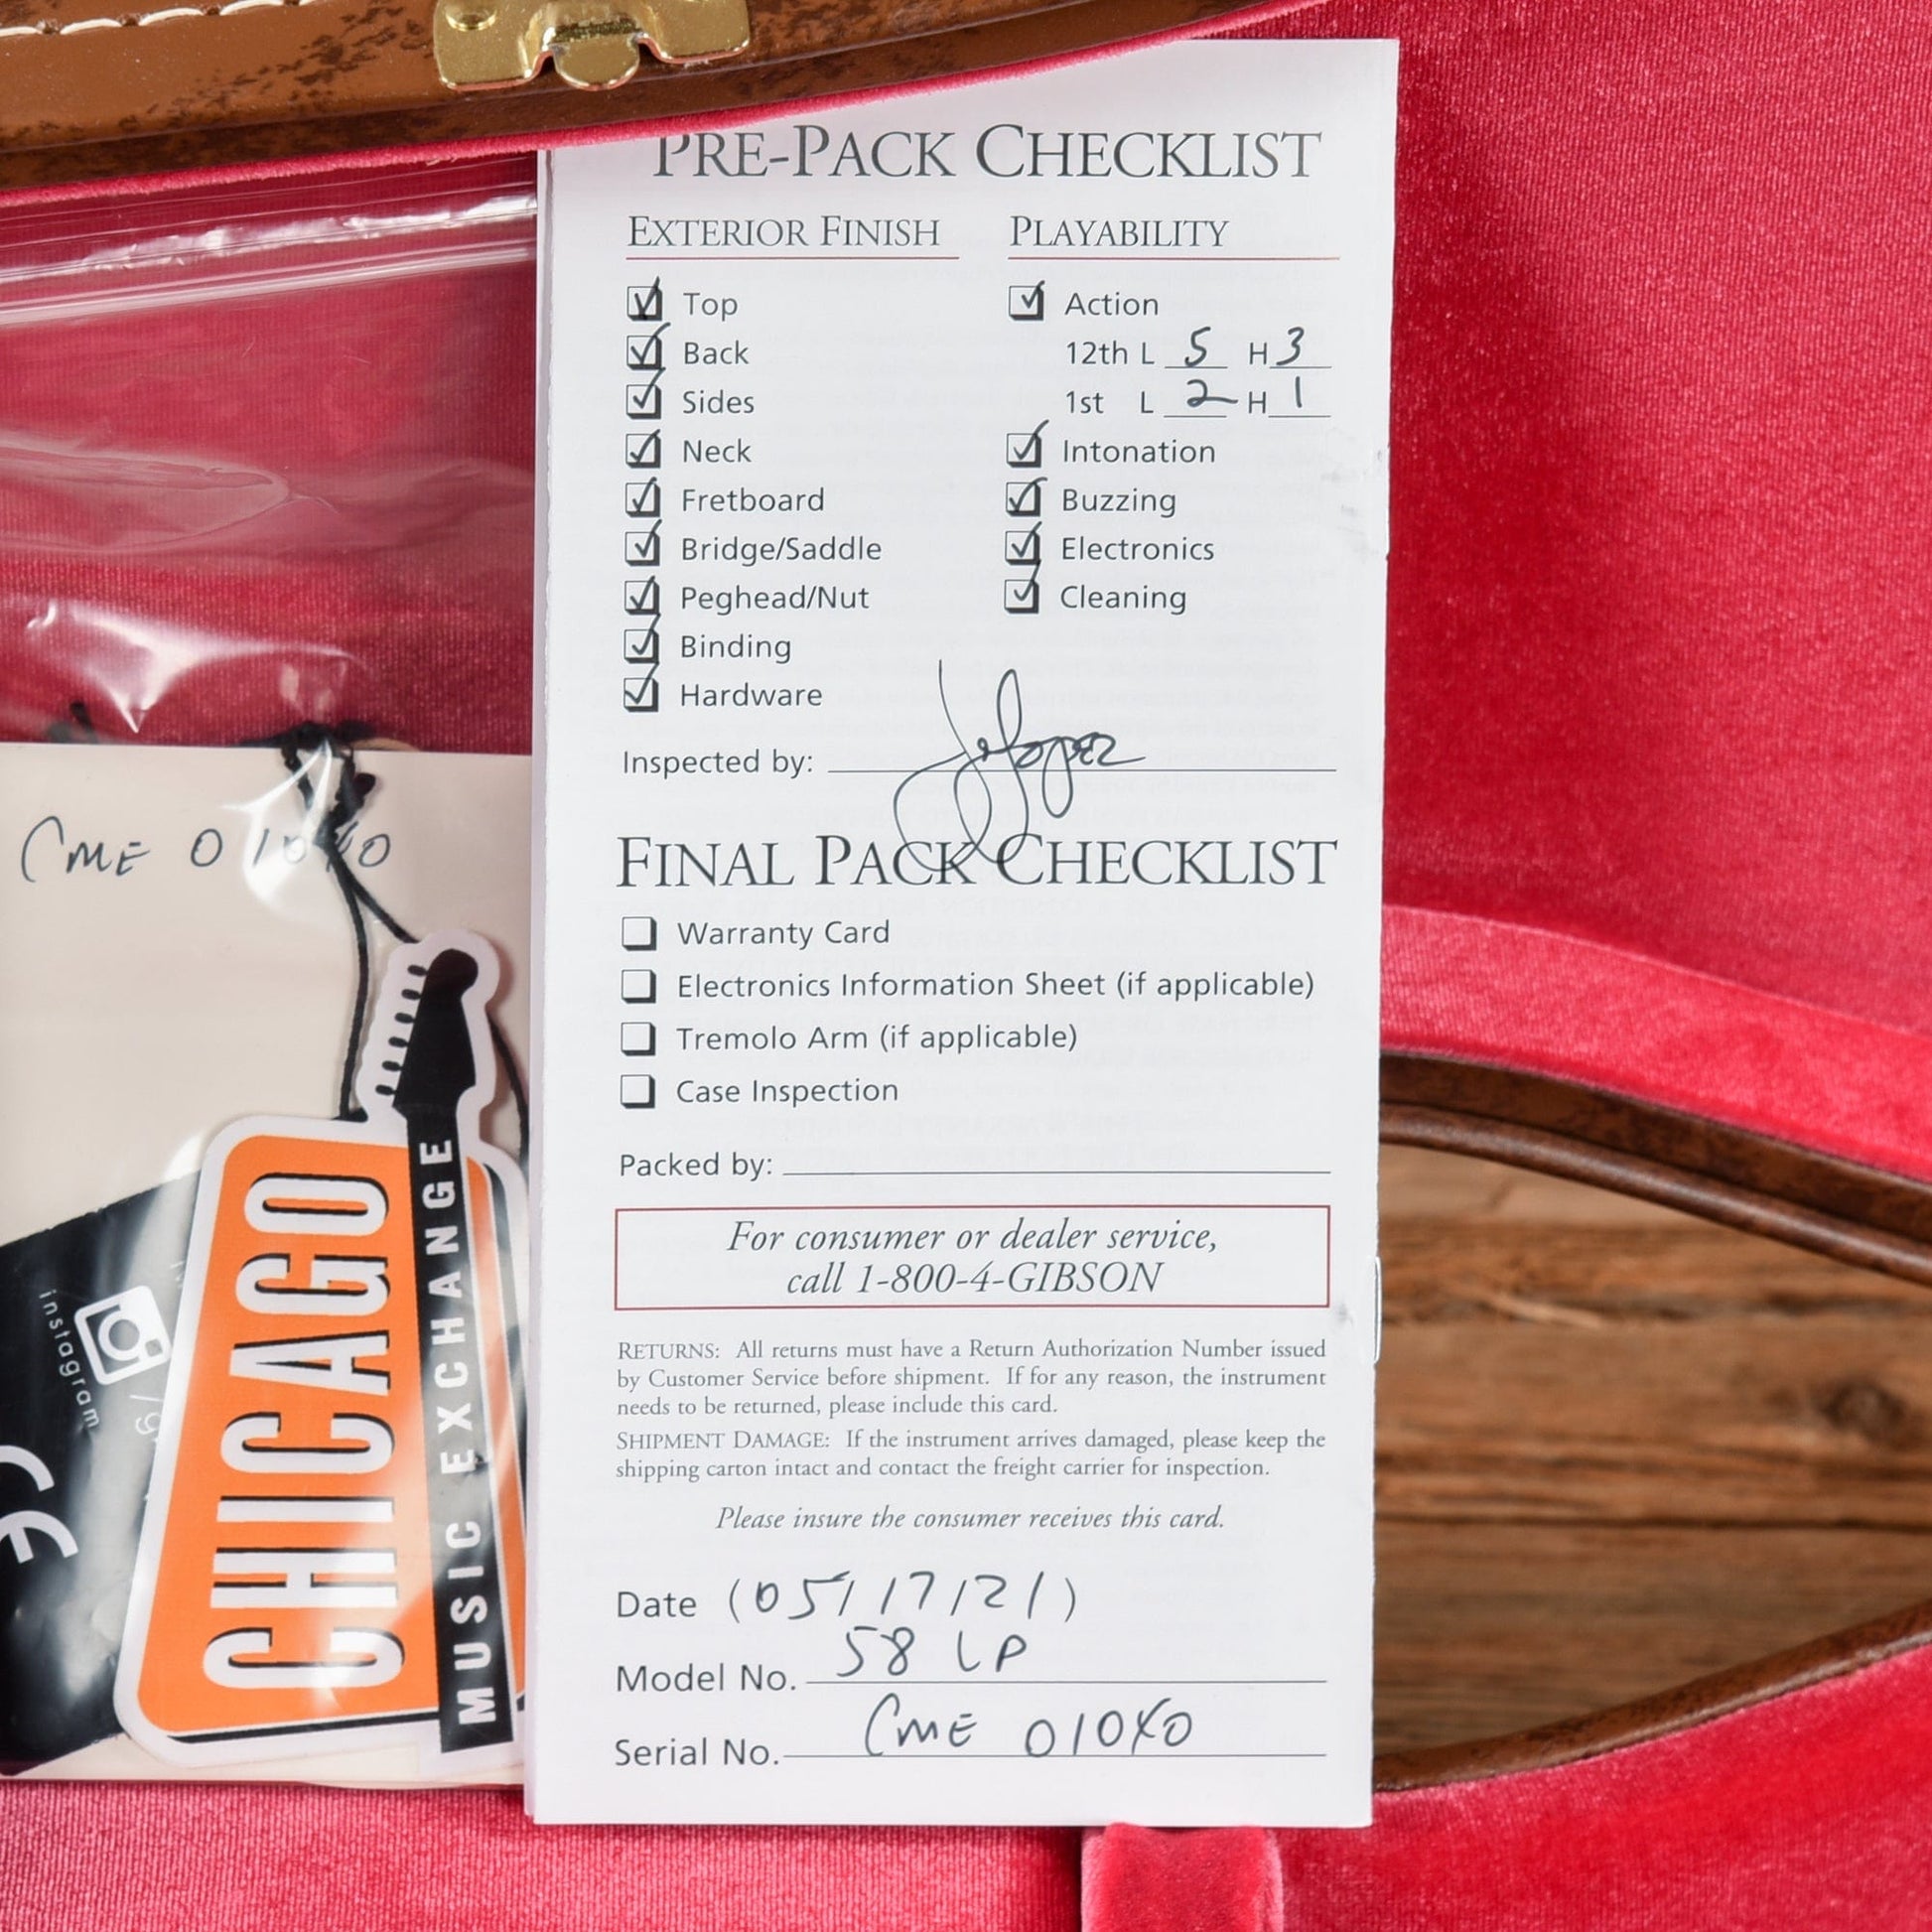 PRE-PACK CHECKLIST
EXTERIOR FINISH
Top
Back
Sides
Neck
Fretboard
Bridge/Saddle
Peghead/Nut
Binding
Hardware
PLAYABILITY
Action
12th L 5 H 3
1st L 2 H 1
Intonation
Buzzing
Electronics
Cleaning
Inspected by: J Lopez
FINAL PACK CHECKLIST
Warranty Card
Electronics Information Sheet (if applicable)
Tremolo Arm (if applicable)
Case Inspection
Packed by:
For consumer or dealer service,
call 1-800-4-GIBSON
RETURNS: All returns must have a Return Authorization Number issued
by Customer Service before shipment. If for any reason, the instrument
needs to be returned, please include this card.
SHIPMENT DAMAGE: If the instrument arrives damaged, please keep the
shipping carton intact and contact the freight carrier for inspection.
Please insure the consumer receives this card.
Date (05/17/21)
Model No. 58 LP
Serial No. CME 010X0
CME 010X0
CHICAGO
MUSIC EXCHANGE
instagram
CE